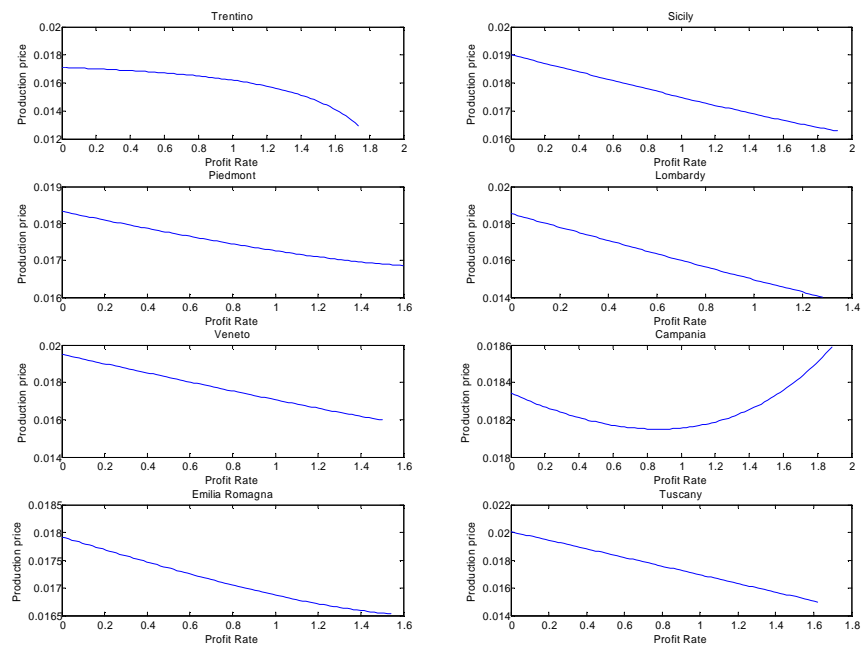 Trentino
0.02
0.018
0.016
0.014
0.012
Production price
0 0.2 0.4 0.6 0.8 1 1.2 1.4 1.6 1.8 2
Profit Rate
Sicily
0.02
0.019
0.018
0.017
0.016
Production price
0 0.2 0.4 0.6 0.8 1 1.2 1.4 1.6 1.8 2
Profit Rate
Piedmont
0.019
0.018
0.017
0.016
Production price
0 0.2 0.4 0.6 0.8 1 1.2 1.4 1.6
Profit Rate
Lombardy
0.02
0.018
0.016
0.014
Production price
0 0.2 0.4 0.6 0.8 1 1.2 1.4
Profit Rate
Veneto
0.02
0.018
0.016
0.014
Production price
0 0.2 0.4 0.6 0.8 1 1.2 1.4 1.6
Profit Rate
Campania
0.0186
0.0184
0.0182
0.018
Production price
0 0.2 0.4 0.6 0.8 1 1.2 1.4 1.6 1.8 2
Profit Rate
Emilia Romagna
0.0185
0.018
0.0175
0.017
0.0165
Production price
0 0.2 0.4 0.6 0.8 1 1.2 1.4 1.6
Profit Rate
Tuscany
0.022
0.02
0.018
0.016
0.014
Production price
0 0.2 0.4 0.6 0.8 1 1.2 1.4 1.6 1.8
Profit Rate